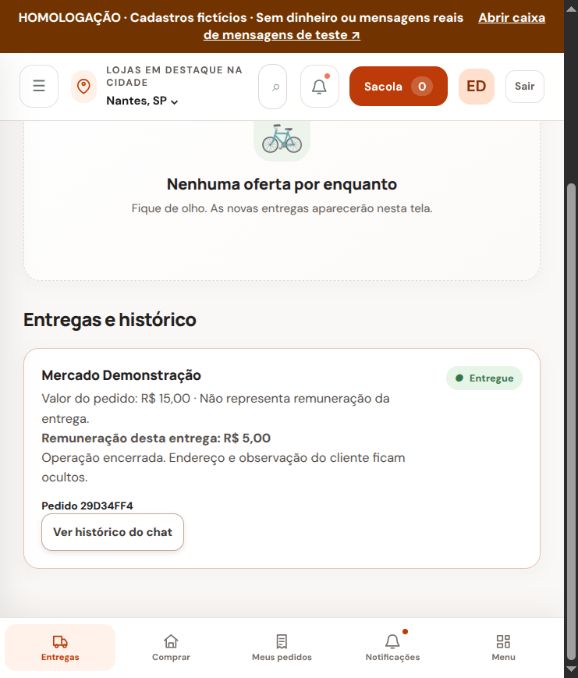 HOMOLOGAÇÃO · Cadastros fictícios · Sem dinheiro ou mensagens reais Abrir caixa
de mensagens de teste ↗
LOJAS EM DESTAQUE NA
CIDADE
Nantes, SP
Sacola 0
ED
Sair
Nenhuma oferta por enquanto
Fique de olho. As novas entregas aparecerão nesta tela.
Entregas e histórico
Mercado Demonstração
Entregue
Valor do pedido: R$ 15,00 · Não representa remuneração da
entrega.
Remuneração desta entrega: R$ 5,00
Operação encerrada. Endereço e observação do cliente ficam
ocultos.
Pedido 29D34FF4
Ver histórico do chat
Entregas
Comprar
Meus pedidos
Notificações
Menu